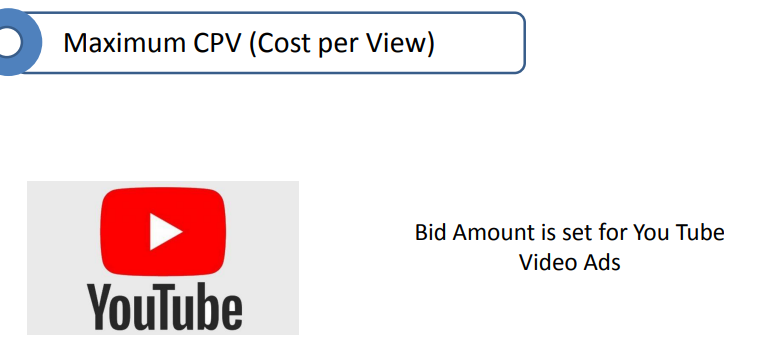 Maximum CPV (Cost per View)
YouTube
Bid Amount is set for You Tube
Video Ads